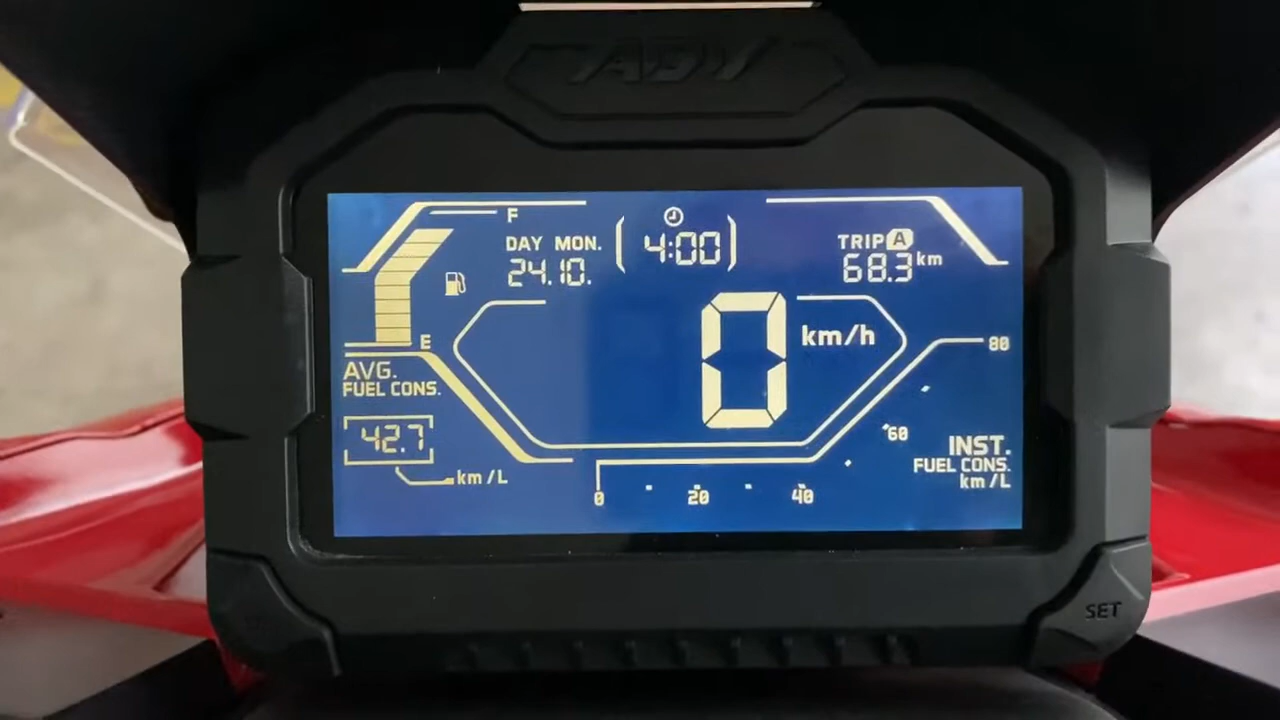 ADV
F
DAY MON.
24.10.
4:00
TRIP A
68.3 km
E
0 km/h
80
AVG.
FUEL CONS.
42.7
km/L
60
INST.
FUEL CONS.
km/L
0 20 40
SET